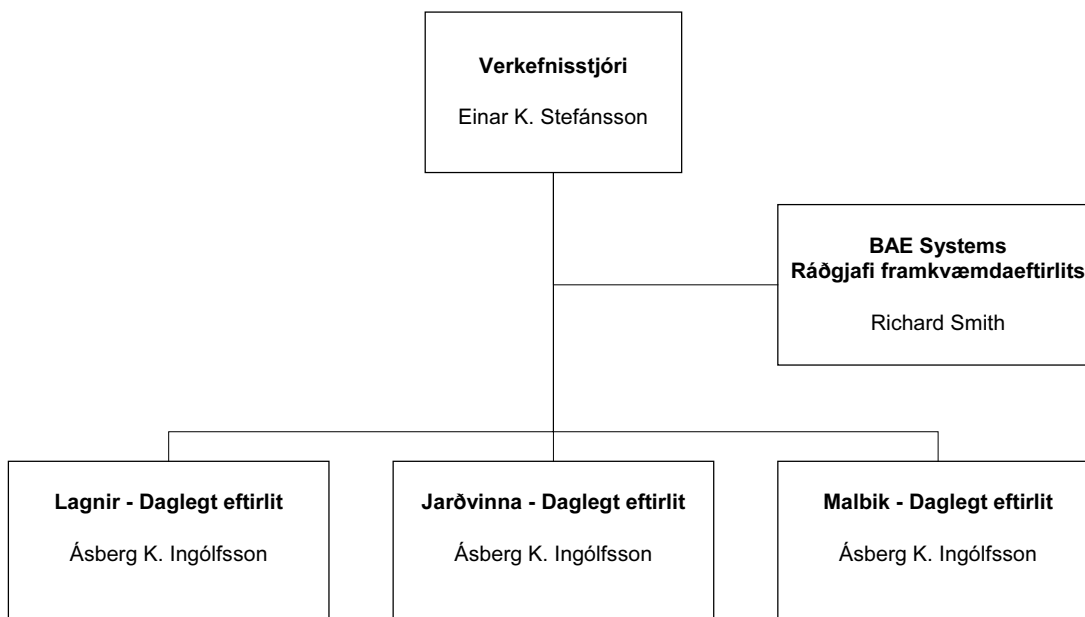 Verkefnisstjóri
Einar K. Stefánsson
BAE Systems
Ráðgjafi framkvæmdaeftirlits
Richard Smith
Lagnir - Daglegt eftirlit
Ásberg K. Ingólfsson
Jarðvinna - Daglegt eftirlit
Ásberg K. Ingólfsson
Malbik - Daglegt eftirlit
Ásberg K. Ingólfsson